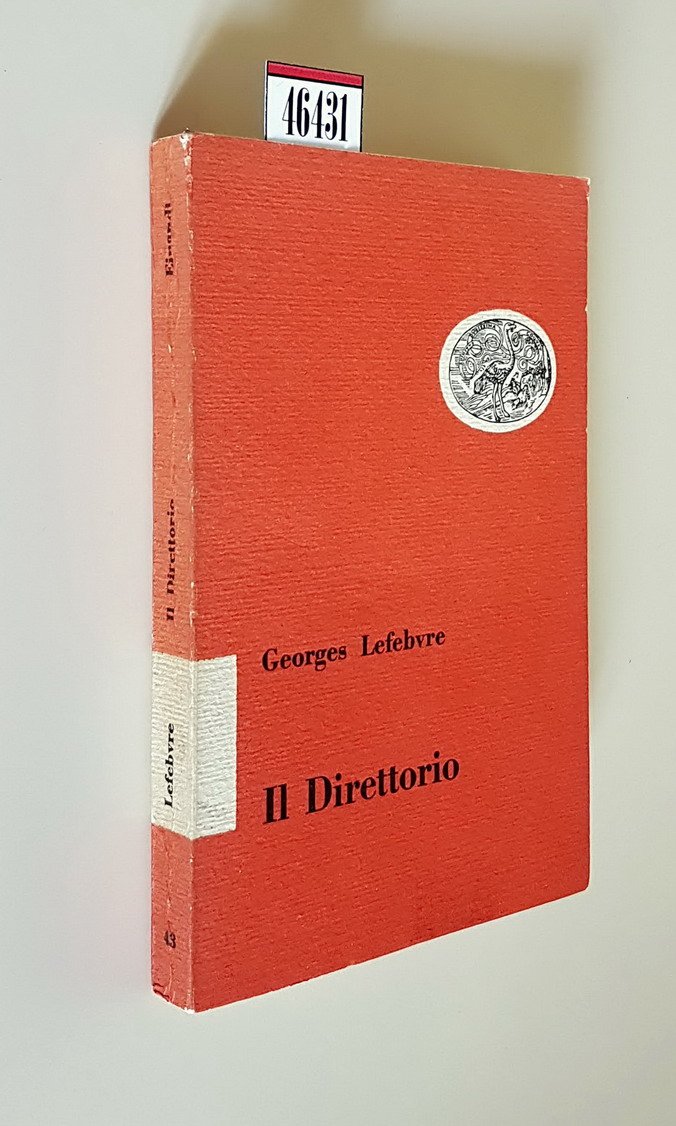 46431
Georges Lefebvre
Il Direttorio
Lefebvre
Il Direttorio
Einaudi
43